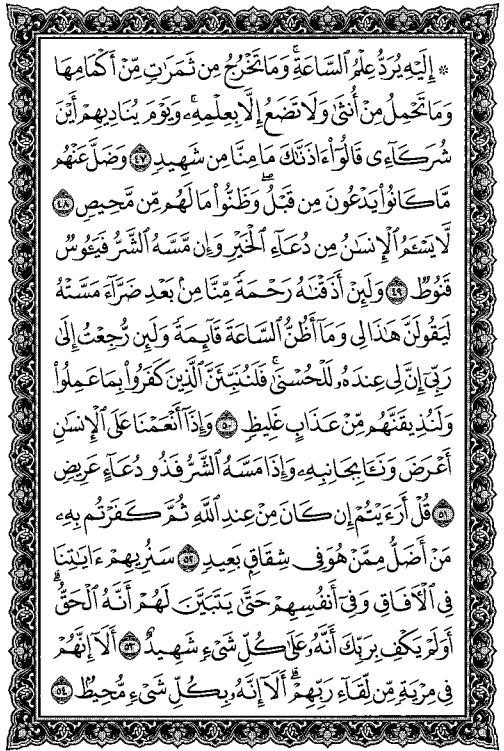 ۞ إِلَيْهِ يُرَدُّ عِلْمُ ٱلسَّاعَةِۚ وَمَا تَخْرُجُ مِن ثَمَرَٰتٖ مِّنۡ أَكۡمَامِهَا
وَمَا تَحۡمِلُ مِنۡ أُنثَىٰ وَلَا تَضَعُ إِلَّا بِعِلۡمِهِۦۚ وَيَوۡمَ يُنَادِيهِمۡ أَيۡنَ
شُرَكَآءِي قَالُوٓاْ ءَاذَنَّٰكَ مَامِنَّا مِن شَهِيدٖ ٤٧ وَضَلَّ عَنۡهُم
مَّا كَانُواْ يَدۡعُونَ مِن قَبۡلُۖ وَظَنُّواْ مَا لَهُم مِّن مَّحِيصٖ ٤٨
لَّا يَسۡـَٔمُ ٱلۡإِنسَٰنُ مِن دُعَآءِ ٱلۡخَيۡرِ وَإِن مَّسَّهُ ٱلشَّرُّ فَيَـُٔوسٞ
قَنُوطٞ ٤٩ وَلَئِنۡ أَذَقۡنَٰهُ رَحۡمَةٗ مِّنَّا مِنۢ بَعۡدِ ضَرَّآءَ مَسَّتۡهُ
لَيَقُولَنَّ هَٰذَا لِي وَمَآ أَظُنُّ ٱلسَّاعَةَ قَآئِمَةٗ وَلَئِن رُّجِعۡتُ إِلَىٰ
رَبِّيٓ إِنَّ لِي عِندَهُۥ لَلۡحُسۡنَىٰۚ فَلَنُنَبِّئَنَّ ٱلَّذِينَ كَفَرُواْ بِمَا عَمِلُواْ
وَلَنُذِيقَنَّهُم مِّنۡ عَذَابٍ غَلِيظٖ ٥٠ وَإِذَآ أَنۡعَمۡنَا عَلَى ٱلۡإِنسَٰنِ
أَعۡرَضَ وَنَـَٔا بِجَانِبِهِۦ وَإِذَا مَسَّهُ ٱلشَّرُّ فَذُو دُعَآءٍ عَرِيضٖ
٥١ قُلۡ أَرَءَيۡتُمۡ إِن كَانَ مِنۡ عِندِ ٱللَّهِ ثُمَّ كَفَرۡتُم بِهِۦ
مَنۡ أَضَلُّ مِمَّنۡ هُوَ فِي شِقَاقِۭ بَعِيدٖ ٥٢ سَنُرِيهِمۡ ءَايَٰتِنَا
فِي ٱلۡأٓفَاقِ وَفِيٓ أَنفُسِهِمۡ حَتَّىٰ يَتَبَيَّنَ لَهُمۡ أَنَّهُ ٱلۡحَقُّۗ
أَوَلَمۡ يَكۡفِ بِرَبِّكَ أَنَّهُۥ عَلَىٰ كُلِّ شَيۡءٖ شَهِيدٌ ٥٣ أَلَآ إِنَّهُمۡ
فِي مِرۡيَةٖ مِّن لِّقَآءِ رَبِّهِمۡۗ أَلَآ إِنَّهُۥ بِكُلِّ شَيۡءٖ مُّحِيطُۢ ٥٤